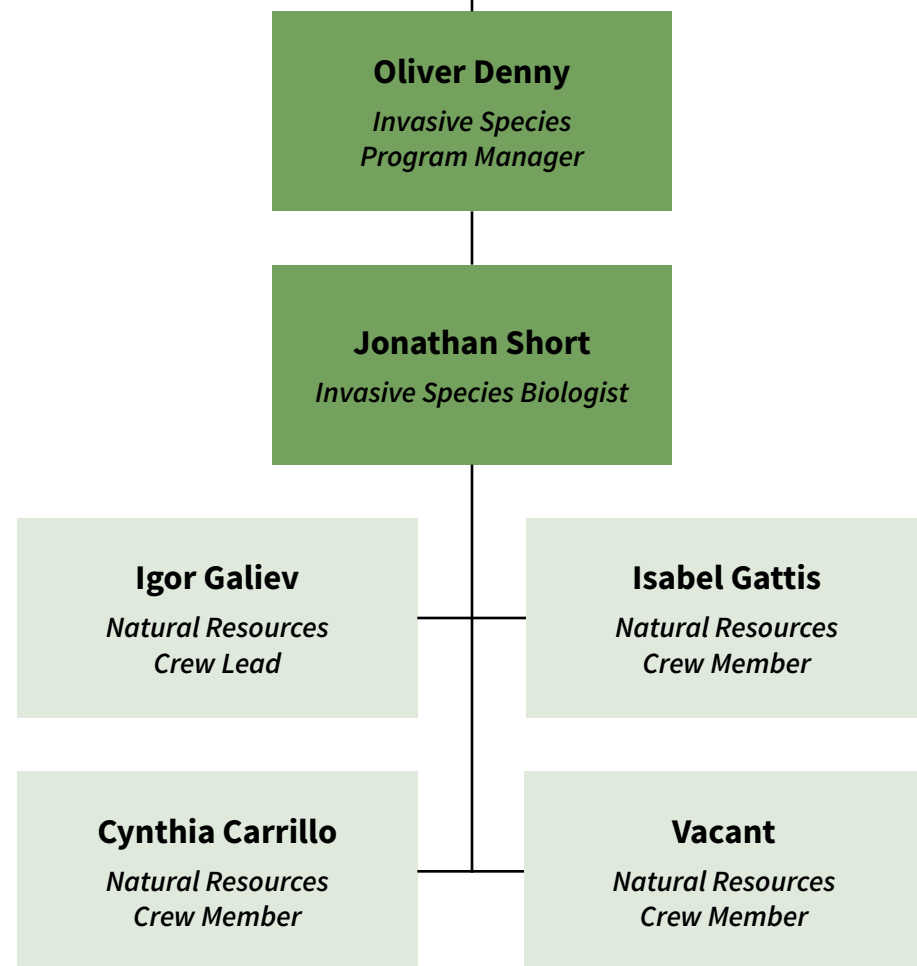 Oliver Denny
Invasive Species
Program Manager
Jonathan Short
Invasive Species Biologist
Igor Galiev
Natural Resources
Crew Lead
Isabel Gattis
Natural Resources
Crew Member
Cynthia Carrillo
Natural Resources
Crew Member
Vacant
Natural Resources
Crew Member